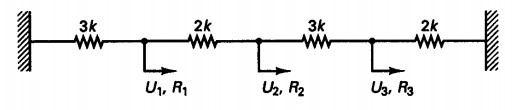 3k 2k 3k 2k
U₁, R₁ U₂, R₂ U₃, R₃